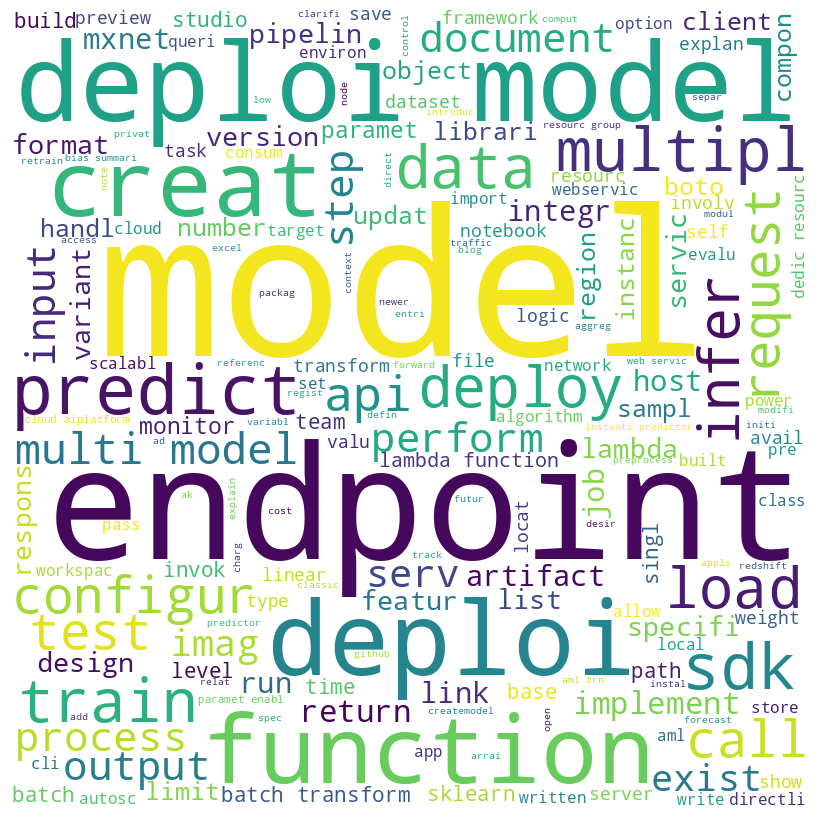 build preview studio clarifi save framework comput option client
mxnet queri pipelin environ control document explan compon
deploi model
low node object dataset introduc separ
privat format task version paramet librari resourc group multipl
retrain bias summari consum direct
creat step data import resourc webservic boto
note handl cloud number target updat integr notebook involv modul self request
access excel context traffic blog region instanc servic evalu dedic resourc
input variant model
packag newer entri logic aggreg infer
scalabl referenc transform forward file network web servic
predict set regist api deploy host power
cloud aiplatform variabl defin algorithm instanti predictor sampl modifi
monitor ad team valu perform initi avail
multi model lambda function lambda preprocess built pre
respons ak explain cost futur job desir class
pass endpoint
charg track locat singl
workspac invok linear classic serv artifact appli redshift load
configur type featur list allow weight
test imag predictor deploi specifi local sdk
design level github path
relat run time link base aml trn instal
train paramet enabl return createmodel implement store
process add spec open forecast call
cli output function app arrai aml exist show
batch autosc limit batch transform sklearn written server write directli